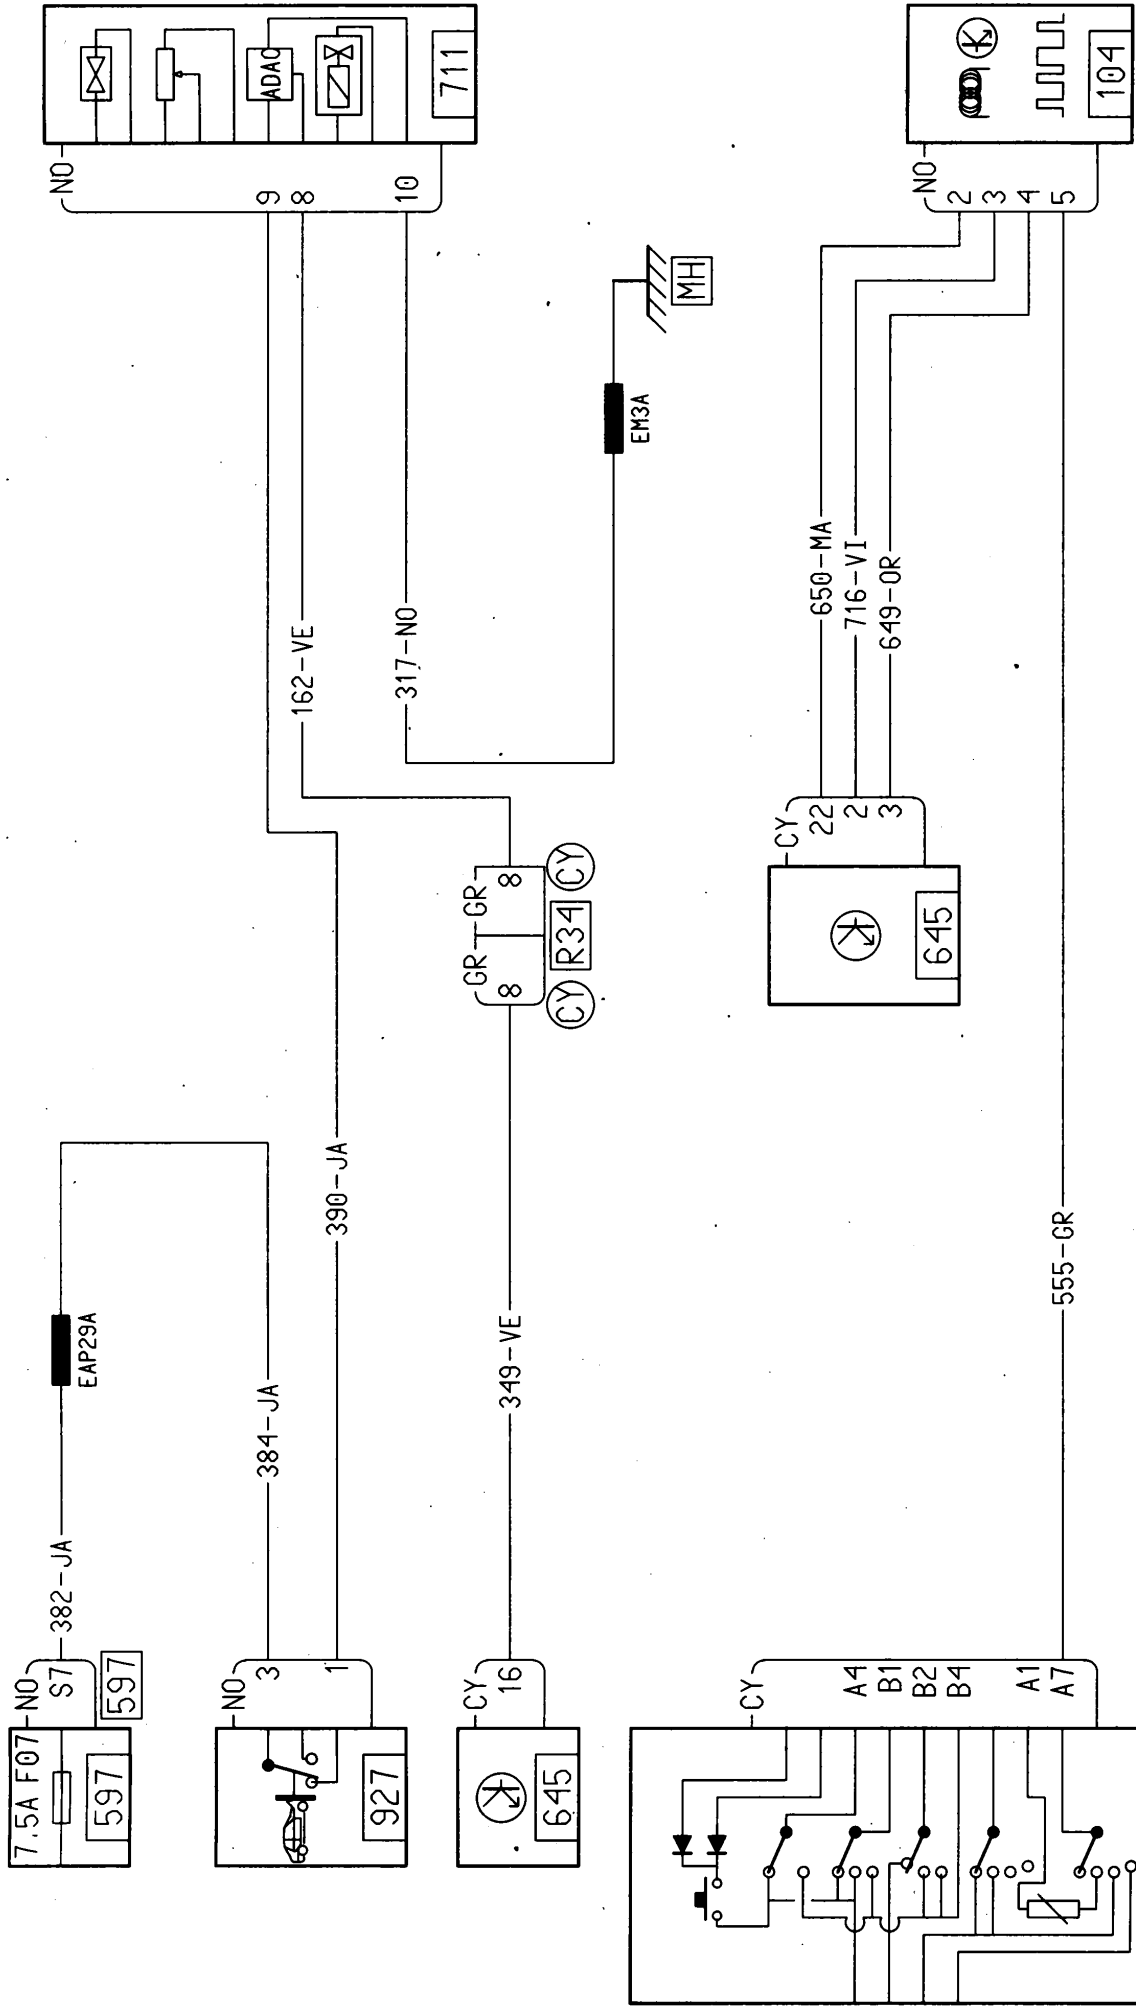 7.5A F07
597
NO
S7
597
382-JA
EAP29A
NO
711
ADAC
927
NO
3
1
384-JA
390-JA
9
8
10
162-VE
317-NO
645
CY
16
349-VE
GR
GR
8
8
CY
R34
CY
EM3A
MH
CY
A4
B1
B2
B4
A1
A7
645
CY
22
2
3
650-MA
716-VI
649-OR
555-GR
NO
2
3
4
5
104